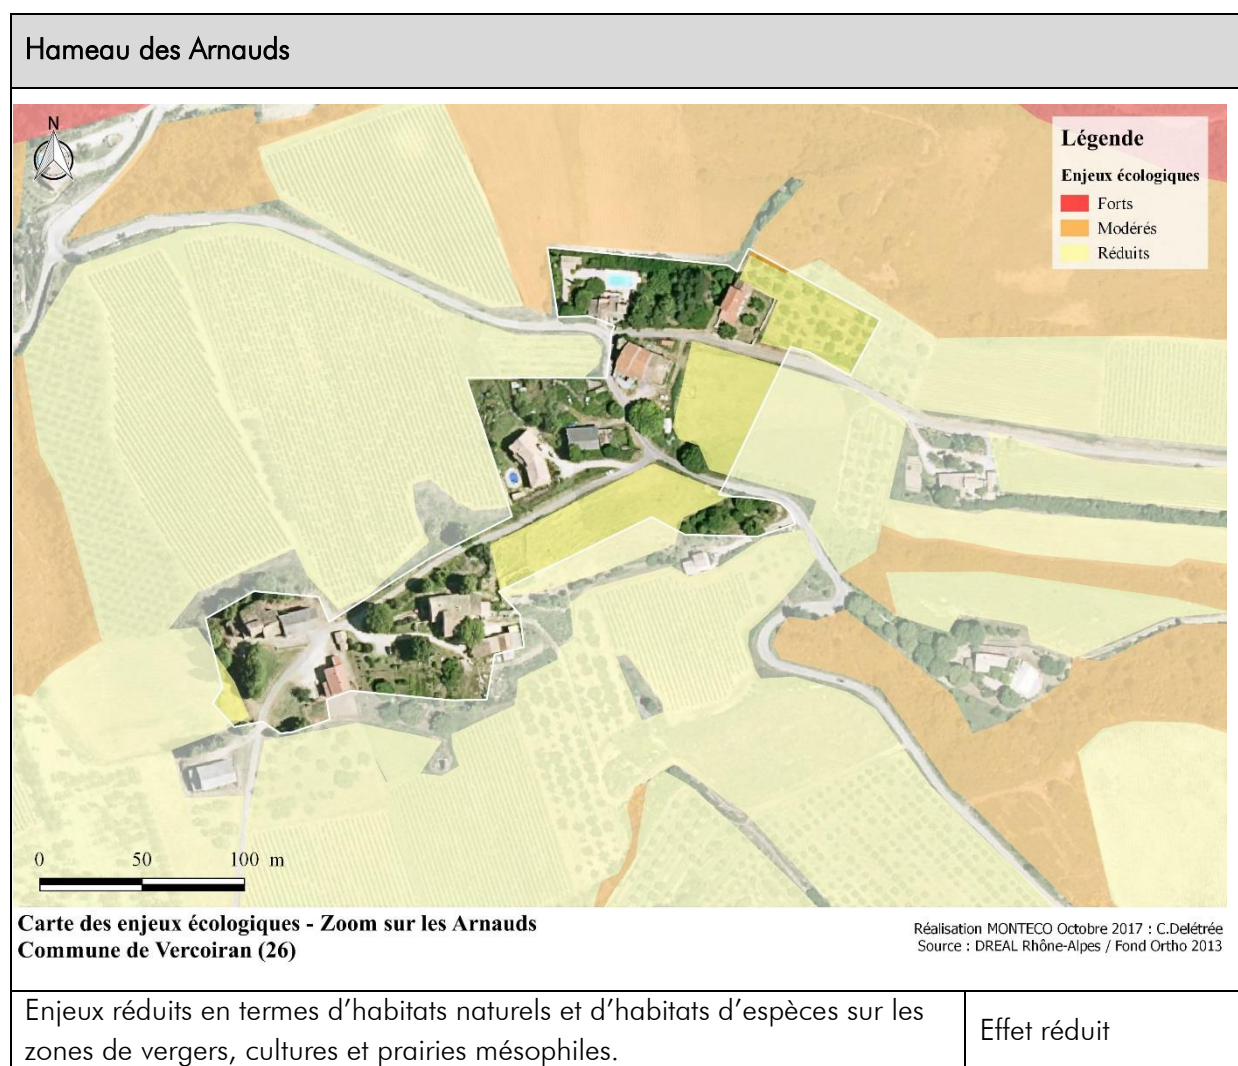 Hameau des Arnauds
N
Légende
Enjeux écologiques
Forts
Modérés
Réduits
0 50 100 m
Carte des enjeux écologiques - Zoom sur les Arnauds
Commune de Vercoiran (26)
Réalisation MONTECO Octobre 2017 : C.Delétrée
Source : DREAL Rhône-Alpes / Fond Ortho 2013
Enjeux réduits en termes d’habitats naturels et d’habitats d’espèces sur les
zones de vergers, cultures et prairies mésophiles.
Effet réduit